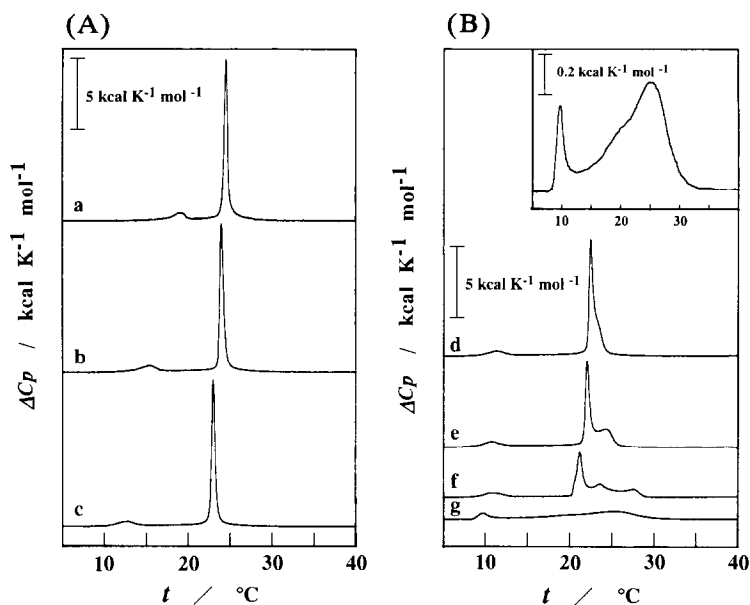 (A)
5 kcal K-1 mol -1
a
b
c
ΔCp / kcal K-1 mol-1
10 20 30 40
t / °C
(B)
0.2 kcal K-1 mol-1
10 20 30
5 kcal K-1 mol -1
d
e
f
g
ΔCp / kcal K-1 mol-1
10 20 30 40
t / °C